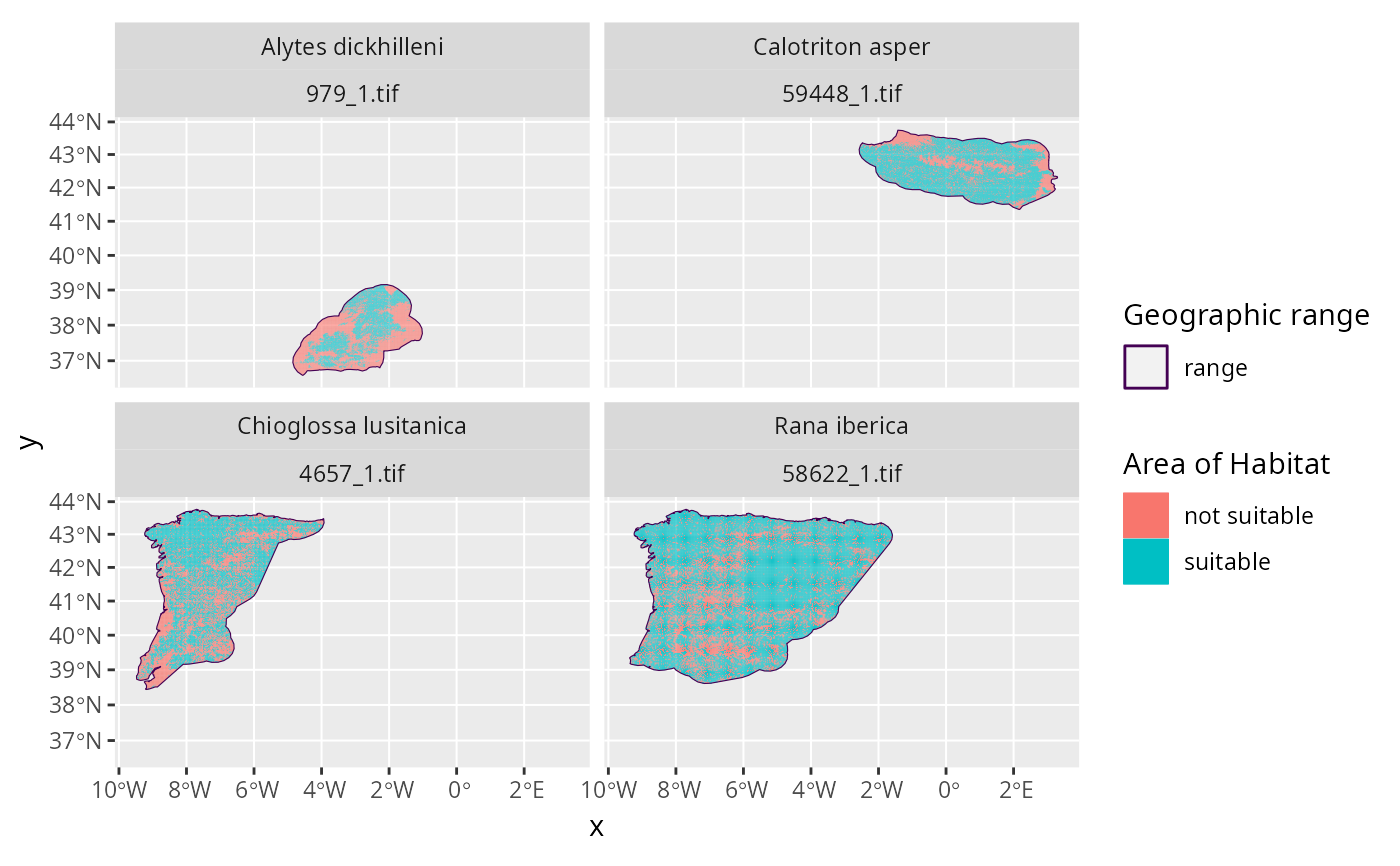 Alytes dickhilleni
Calotriton asper
979_1.tif
59448_1.tif
44°N
43°N
42°N
41°N
40°N
39°N
38°N
37°N
Chioglossa lusitanica
Rana iberica
4657_1.tif
58622_1.tif
44°N
43°N
42°N
41°N
40°N
39°N
38°N
37°N
10°W 8°W 6°W 4°W 2°W 0° 2°E
10°W 8°W 6°W 4°W 2°W 0° 2°E
x
y
Geographic range
range
Area of Habitat
not suitable
suitable